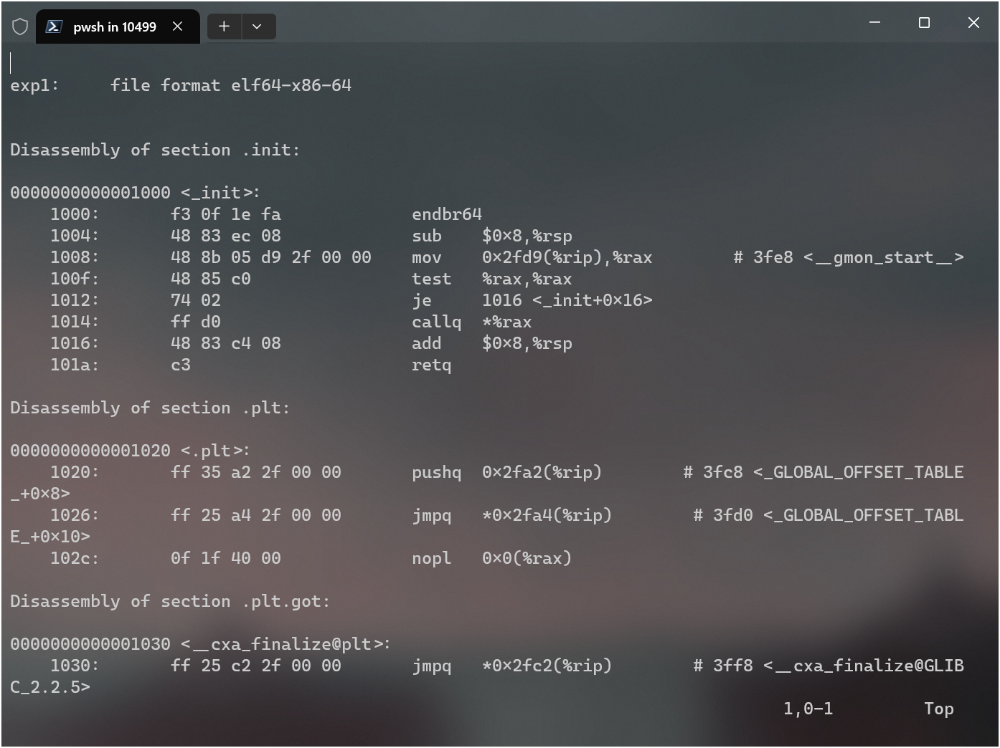 pwsh in 10499
exp1:     file format elf64-x86-64
Disassembly of section .init:
0000000000001000 <_init>:
    1000:       f3 0f 1e fa             endbr64
    1004:       48 83 ec 08             sub    $0x8,%rsp
    1008:       48 8b 05 d9 2f 00 00    mov    0x2fd9(%rip),%rax        # 3fe8 <__gmon_start__>
    100f:       48 85 c0                test   %rax,%rax
    1012:       74 02                   je     1016 <_init+0x16>
    1014:       ff d0                   callq  *%rax
    1016:       48 83 c4 08             add    $0x8,%rsp
    101a:       c3                      retq
Disassembly of section .plt:
0000000000001020 <.plt>:
    1020:       ff 35 a2 2f 00 00       pushq  0x2fa2(%rip)        # 3fc8 <_GLOBAL_OFFSET_TABLE
_+0x8>
    1026:       ff 25 a4 2f 00 00       jmpq   *0x2fa4(%rip)        # 3fd0 <_GLOBAL_OFFSET_TABL
E_+0x10>
    102c:       0f 1f 40 00             nopl   0x0(%rax)
Disassembly of section .plt.got:
0000000000001030 <__cxa_finalize@plt>:
    1030:       ff 25 c2 2f 00 00       jmpq   *0x2fc2(%rip)        # 3ff8 <__cxa_finalize@GLIB
C_2.2.5>
1,0-1         Top